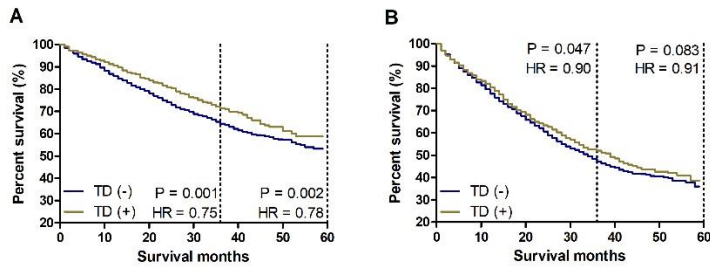 A
Percent survival (%)
100
90
80
70
60
50
40
30
20
TD (-)
TD (+)
P = 0.001
HR = 0.75
P = 0.002
HR = 0.78
0 10 20 30 40 50 60
Survival months
B
Percent survival (%)
100
90
80
70
60
50
40
30
20
P = 0.047
HR = 0.90
P = 0.083
HR = 0.91
TD (-)
TD (+)
0 10 20 30 40 50 60
Survival months